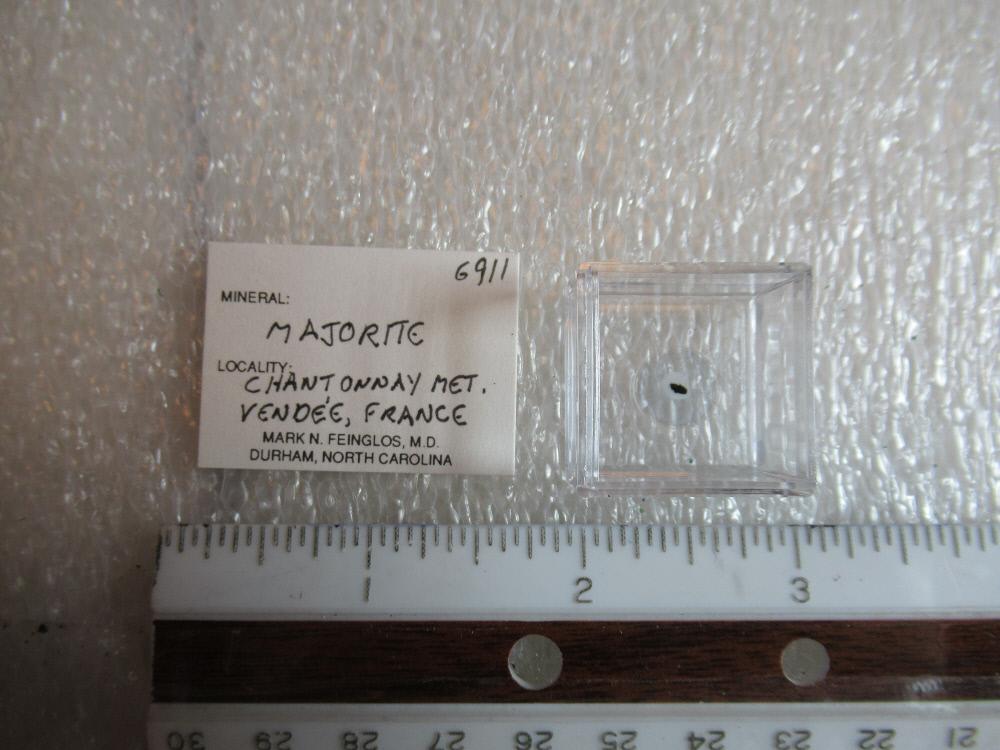 6911
MINERAL:
MAJORITE
LOCALITY:
CHANTONNAY MET.
VENDÉE, FRANCE
MARK N. FEINGLOS, M.D.
DURHAM, NORTH CAROLINA
1 2 3
30 29 28 27 26 25 24 23 22 21